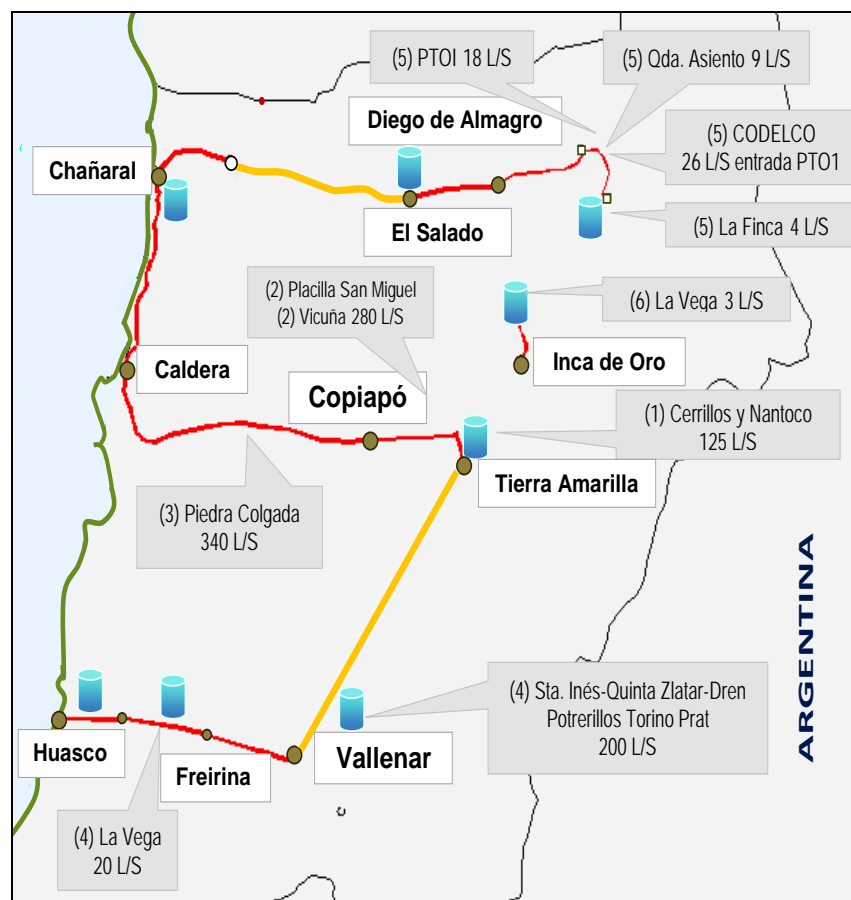 (5) PTOI 18 L/S
(5) Qda. Asiento 9 L/S
Diego de Almagro
(5) CODELCO
26 L/S entrada PTO1
Chañaral
El Salado
(5) La Finca 4 L/S
(2) Placilla San Miguel
(2) Vicuña 280 L/S
(6) La Vega 3 L/S
Caldera
Inca de Oro
Copiapó
(1) Cerrillos y Nantoco
125 L/S
Tierra Amarilla
(3) Piedra Colgada
340 L/S
ARGENTINA
(4) Sta. Inés-Quinta Zlatar-Dren
Potrerillos Torino Prat
200 L/S
Huasco
Freirina
Vallenar
(4) La Vega
20 L/S